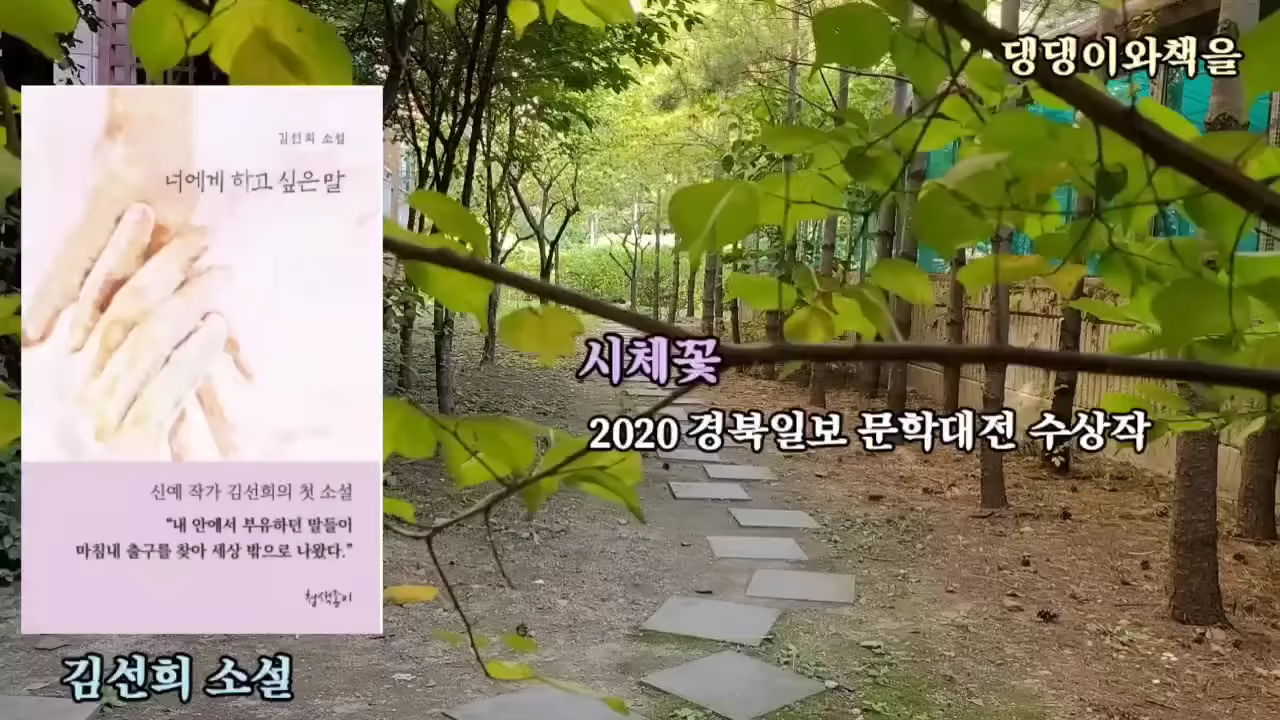 댕댕이와책을
김선희 소설
너에게 하고 싶은 말
신예 작가 김선희의 첫 소설
"내 안에서 부유하던 말들이
마침내 출구를 찾아 세상 밖으로 나왔다."
청색종이
시체꽃
2020 경북일보 문학대전 수상작
김선희 소설